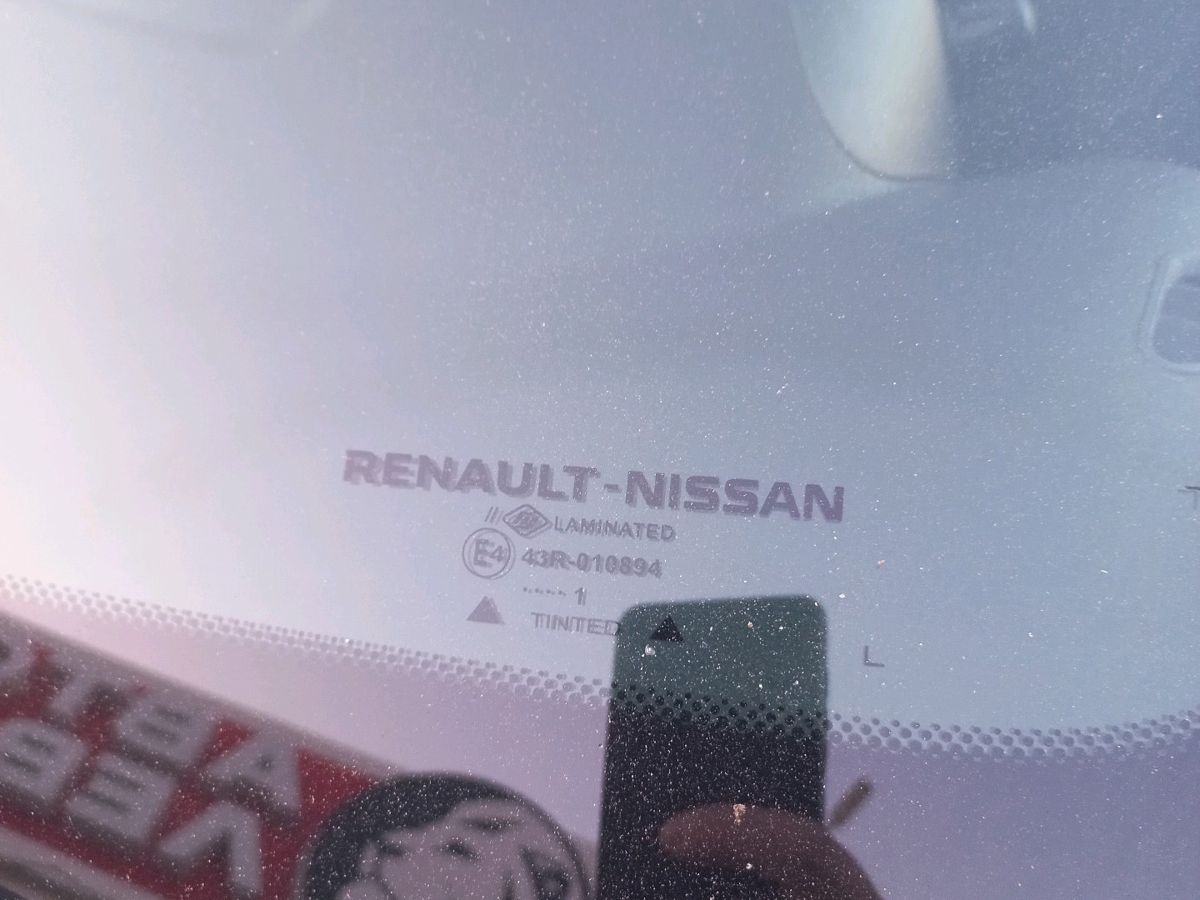 RENAULT-NISSAN
/// LAMINATED
E4 43R-010894
.... 1
TINTED
L